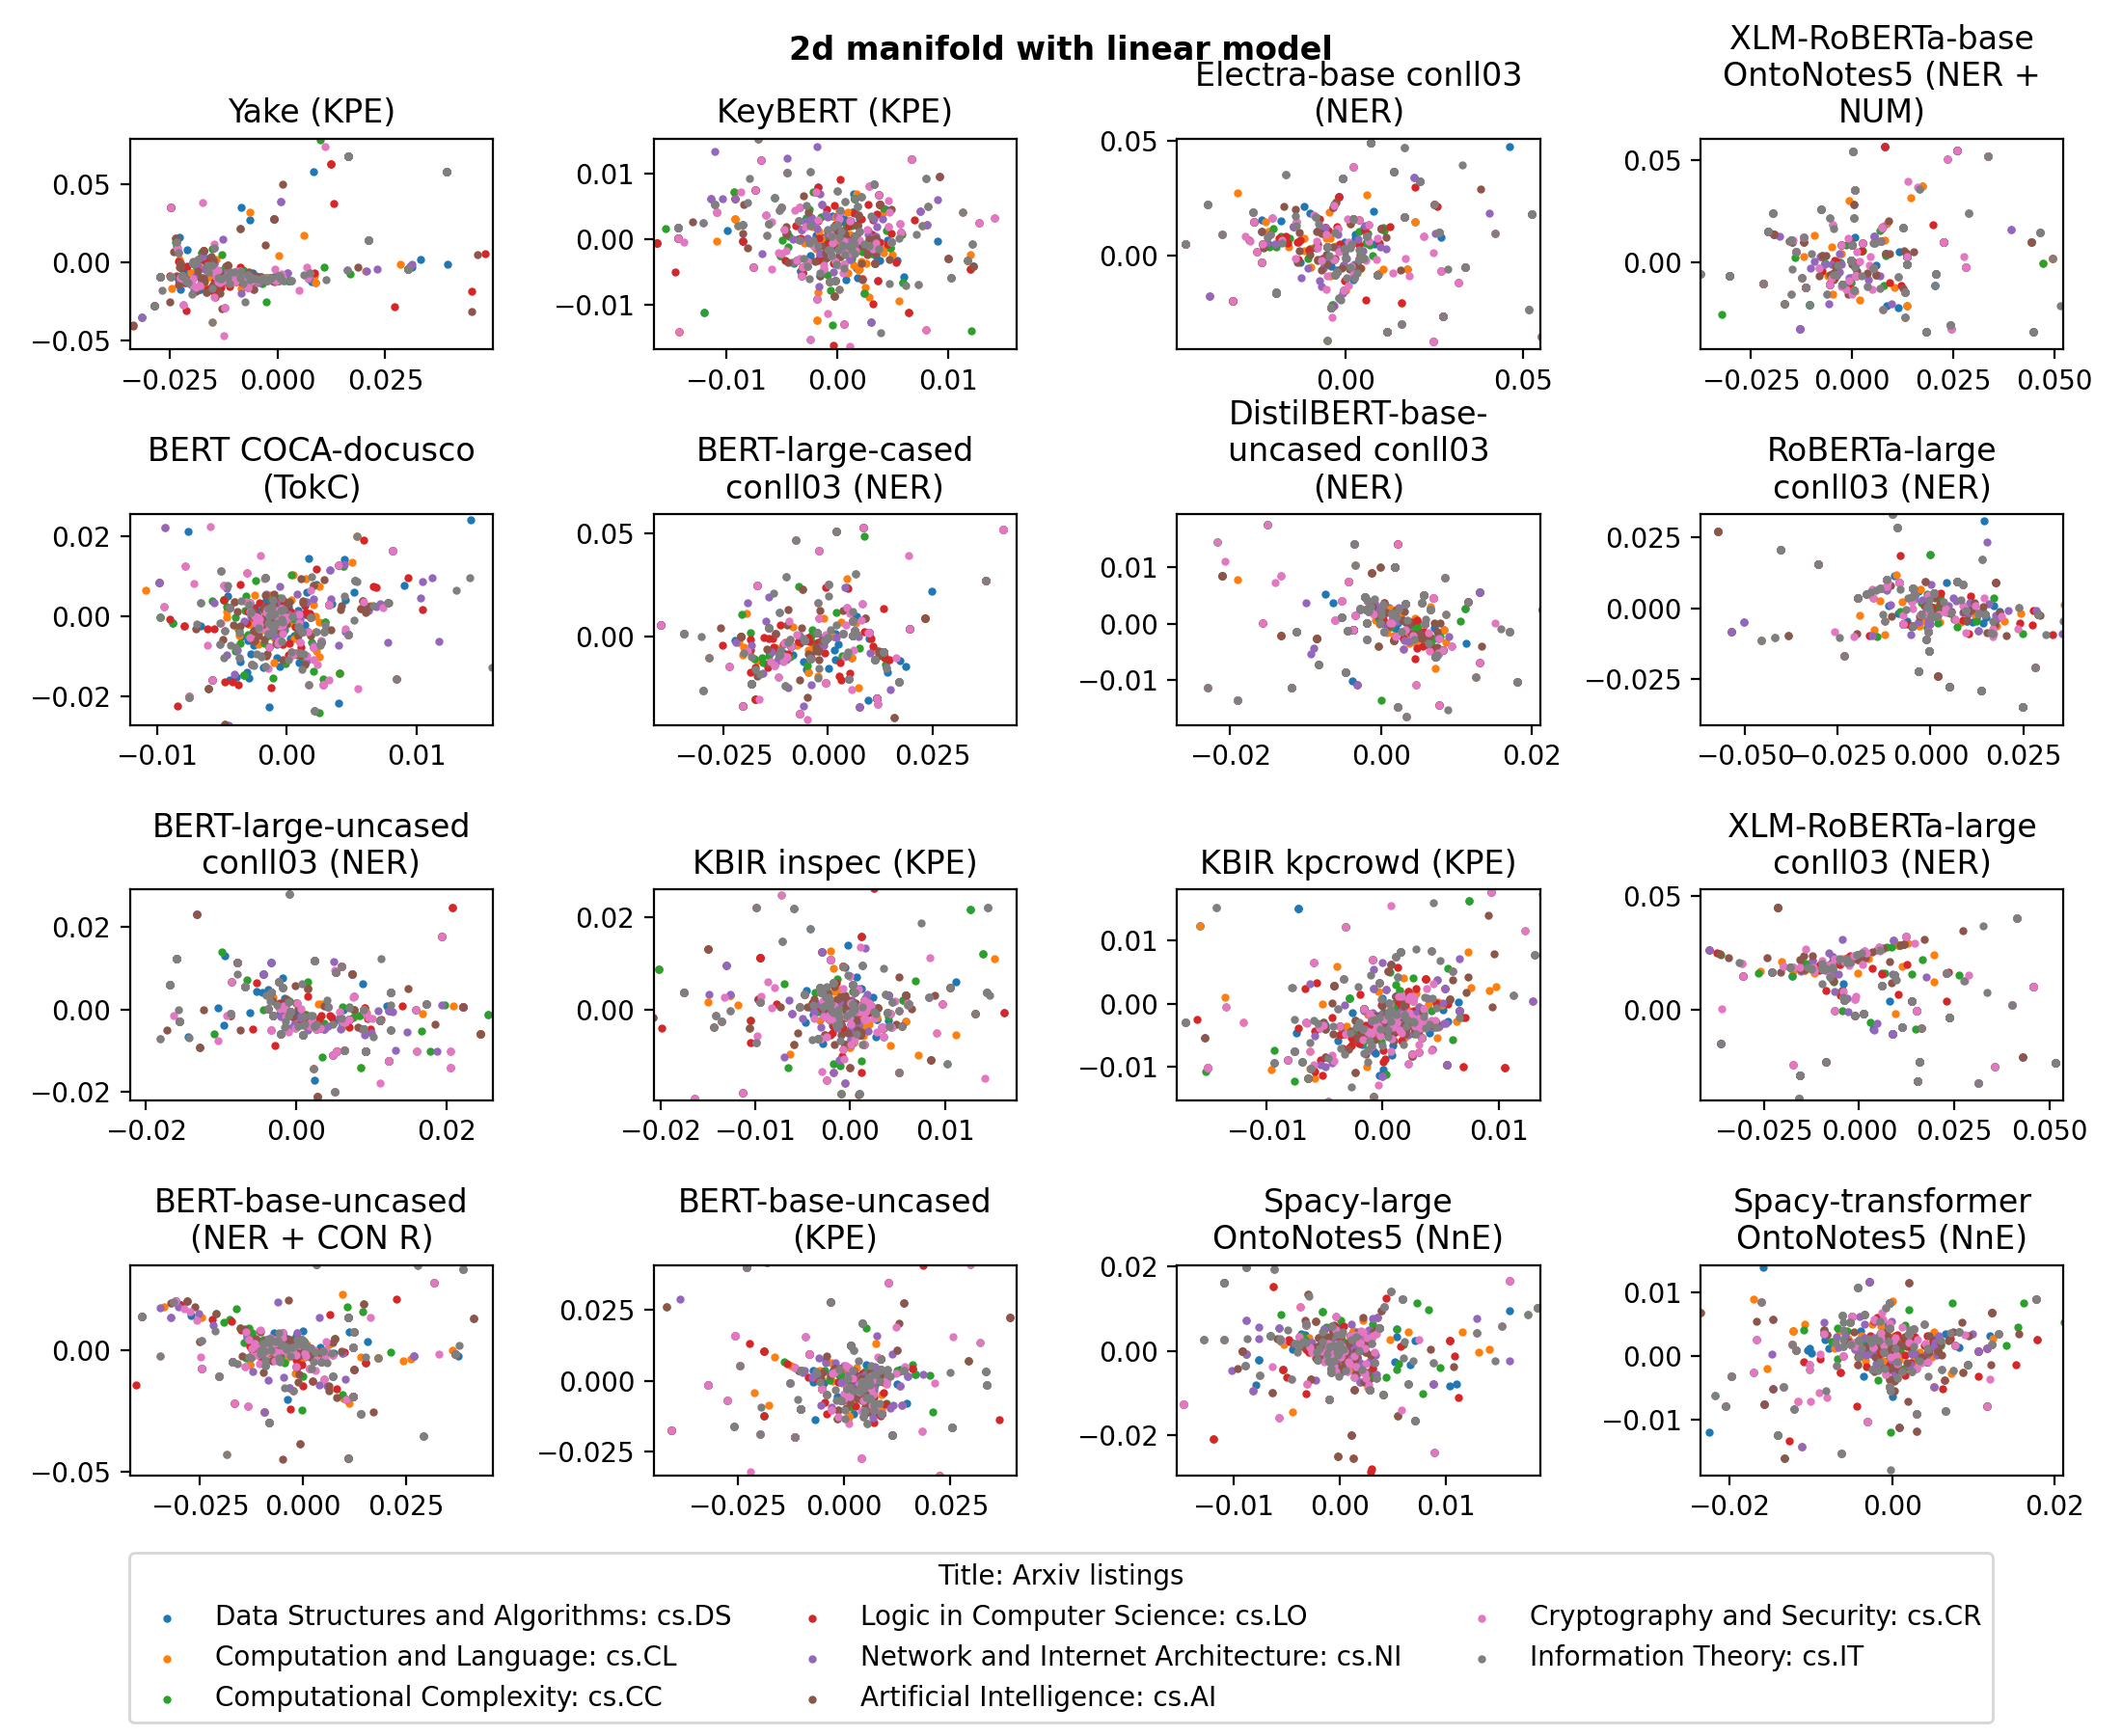 2d manifold with linear model
Yake (KPE)
0.05
0.00
−0.05
−0.025
0.000
0.025
KeyBERT (KPE)
0.01
0.00
−0.01
−0.01
0.00
0.01
Electra-base conll03
(NER)
0.05
0.00
0.00
0.05
XLM-RoBERTa-base
OntoNotes5 (NER +
NUM)
0.05
0.00
−0.025
0.000
0.025
0.050
BERT COCA-docusco
(TokC)
0.02
0.00
−0.02
−0.01
0.00
0.01
BERT-large-cased
conll03 (NER)
0.05
0.00
−0.025
0.000
0.025
DistilBERT-base-
uncased conll03
(NER)
0.01
0.00
−0.01
−0.02
0.00
0.02
RoBERTa-large
conll03 (NER)
0.025
0.000
−0.025
−0.050
−0.025
0.000
0.025
BERT-large-uncased
conll03 (NER)
0.02
0.00
−0.02
−0.02
0.00
0.02
KBIR inspec (KPE)
0.02
0.00
−0.02
−0.01
0.00
0.01
KBIR kpcrowd (KPE)
0.01
0.00
−0.01
−0.01
0.00
0.01
XLM-RoBERTa-large
conll03 (NER)
0.05
0.00
−0.025
0.000
0.025
0.050
BERT-base-uncased
(NER + CON R)
0.00
−0.05
−0.025
0.000
0.025
BERT-base-uncased
(KPE)
0.025
0.000
−0.025
−0.025
0.000
0.025
Spacy-large
OntoNotes5 (NnE)
0.02
0.00
−0.02
−0.01
0.00
0.01
Spacy-transformer
OntoNotes5 (NnE)
0.01
0.00
−0.01
−0.02
0.00
0.02
Title: Arxiv listings
Data Structures and Algorithms: cs.DS
Computation and Language: cs.CL
Computational Complexity: cs.CC
Logic in Computer Science: cs.LO
Network and Internet Architecture: cs.NI
Artificial Intelligence: cs.AI
Cryptography and Security: cs.CR
Information Theory: cs.IT